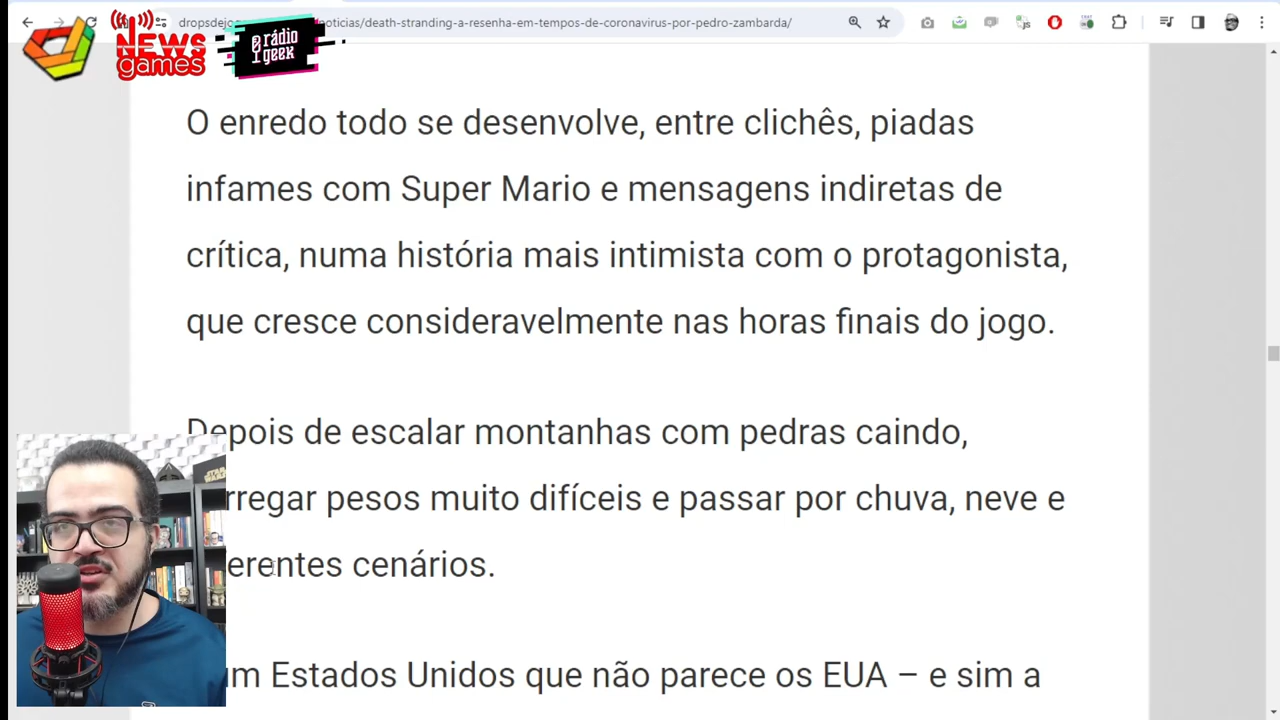 dropsdejo
noticias/death-stranding-a-resenha-em-tempos-de-coronavirus-por-pedro-zambarda/
NEWS
games
rádio
geek
O enredo todo se desenvolve, entre clichês, piadas
infames com Super Mario e mensagens indiretas de
crítica, numa história mais intimista com o protagonista,
que cresce consideravelmente nas horas finais do jogo.
Depois de escalar montanhas com pedras caindo,
rregar pesos muito difíceis e passar por chuva, neve e
erentes cenários.
um Estados Unidos que não parece os EUA – e sim a